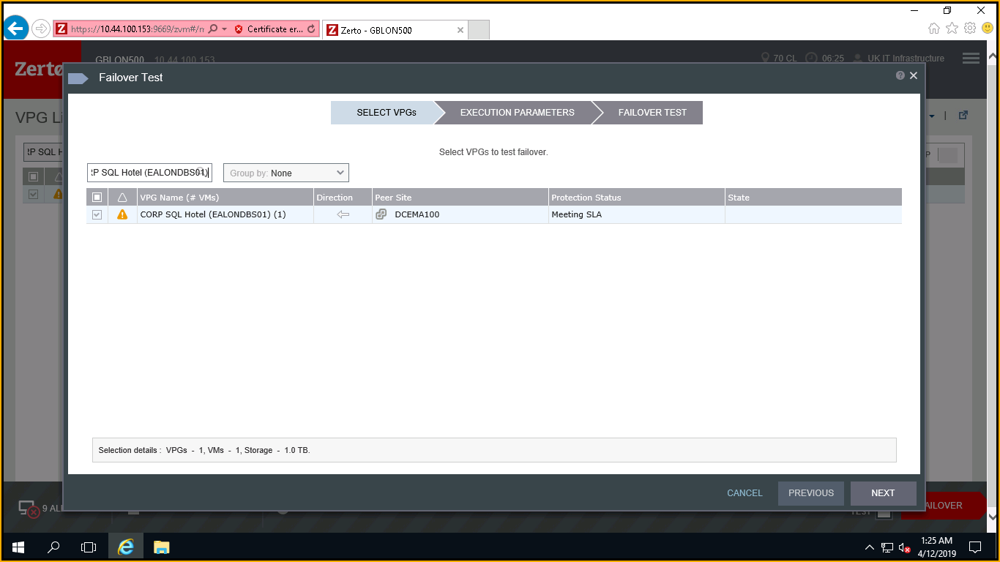 https://10.44.100.153:9669/zvm#/m
Certificate er...
Zerto - GBLON500
Zerto
GBLON500 10.44.100.153
70 CL
06:25
UK IT Infrastructure
Failover Test
VPG Li
SELECT VPGs
EXECUTION PARAMETERS
FAILOVER TEST
Select VPGs to test failover.
RP SQL H
RP SQL Hotel (EALONDBS01)
Group by: None
P
VPG Name (# VMs)
Direction
Peer Site
Protection Status
State
CORP SQL Hotel (EALONDBS01) (1)
DCEMA100
Meeting SLA
Selection details : VPGs - 1, VMs - 1, Storage - 1.0 TB.
CANCEL
PREVIOUS
NEXT
9 AL
TEST
AILOVER
1:25 AM
4/12/2019